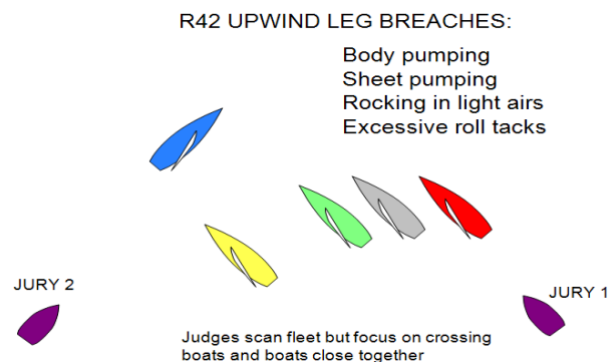 R42 UPWIND LEG BREACHES:
Body pumping
Sheet pumping
Rocking in light airs
Excessive roll tacks
JURY 2
JURY 1
Judges scan fleet but focus on crossing
boats and boats close together